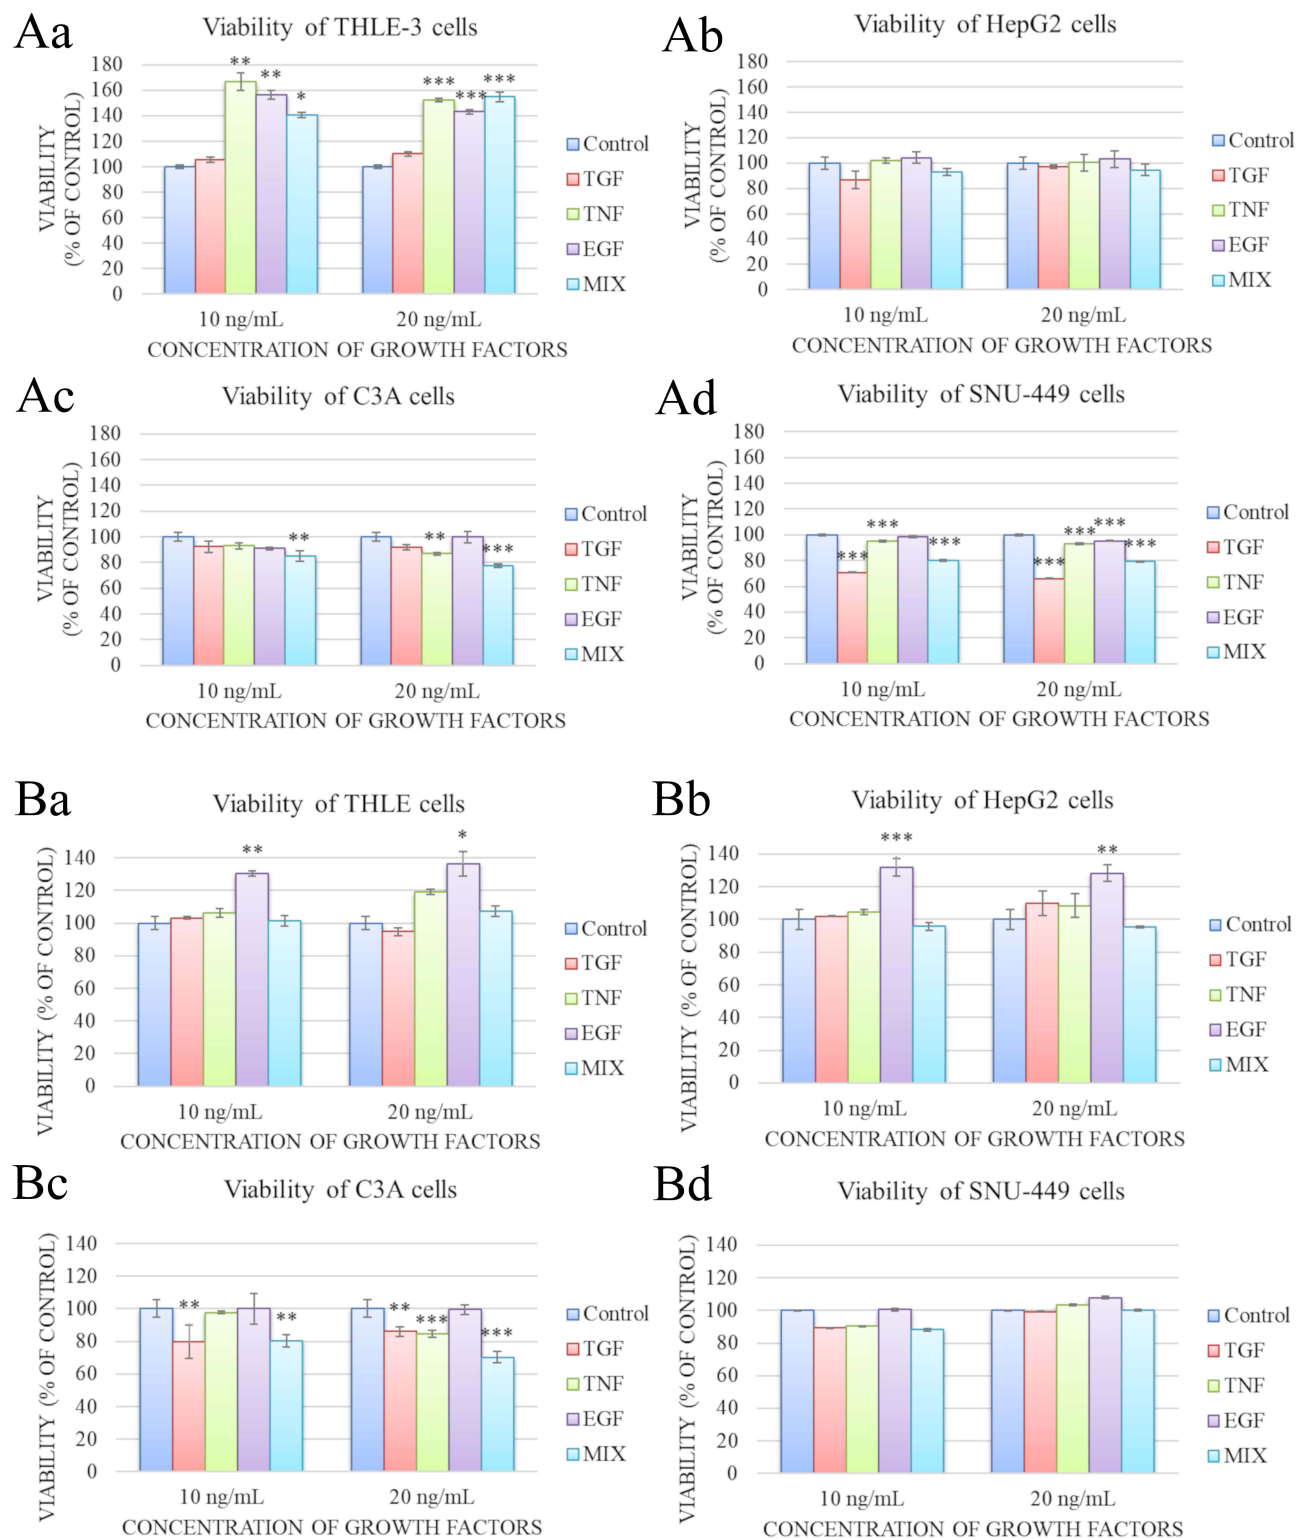 Aa
Viability of THLE-3 cells
180
160
140
120
100
80
60
40
20
0
VIABILITY
(% OF CONTROL)
**
**
*
***
***
***
10 ng/mL
20 ng/mL
CONCENTRATION OF GROWTH FACTORS
Control
TGF
TNF
EGF
MIX
Ab
Viability of HepG2 cells
180
160
140
120
100
80
60
40
20
0
VIABILITY
(% OF CONTROL)
10 ng/mL
20 ng/mL
CONCENTRATION OF GROWTH FACTORS
Control
TGF
TNF
EGF
MIX
Ac
Viability of C3A cells
180
160
140
120
100
80
60
40
20
0
VIABILITY
(% OF CONTROL)
**
**
***
10 ng/mL
20 ng/mL
CONCENTRATION OF GROWTH FACTORS
Control
TGF
TNF
EGF
MIX
Ad
Viability of SNU-449 cells
180
160
140
120
100
80
60
40
20
0
VIABILITY
(% OF CONTROL)
***
***
***
***
***
***
***
10 ng/mL
20 ng/mL
CONCENTRATION OF GROWTH FACTORS
Control
TGF
TNF
EGF
MIX
Ba
Viability of THLE cells
140
120
100
80
60
40
20
0
VIABILITY (% OF CONTROL)
**
*
10 ng/mL
20 ng/mL
CONCENTRATION OF GROWTH FACTORS
Control
TGF
TNF
EGF
MIX
Bb
Viability of HepG2 cells
140
120
100
80
60
40
20
0
VIABILITY (% OF CONTROL)
***
**
10 ng/mL
20 ng/mL
CONCENTRATION OF GROWTH FACTORS
Control
TGF
TNF
EGF
MIX
Bc
Viability of C3A cells
140
120
100
80
60
40
20
0
VIABILITY (% OF CONTROL)
**
**
**
***
***
10 ng/mL
20 ng/mL
CONCENTRATION OF GROWTH FACTORS
Control
TGF
TNF
EGF
MIX
Bd
Viability of SNU-449 cells
140
120
100
80
60
40
20
0
VIABILITY (% OF CONTROL)
10 ng/mL
20 ng/mL
CONCENTRATION OF GROWTH FACTORS
Control
TGF
TNF
EGF
MIX